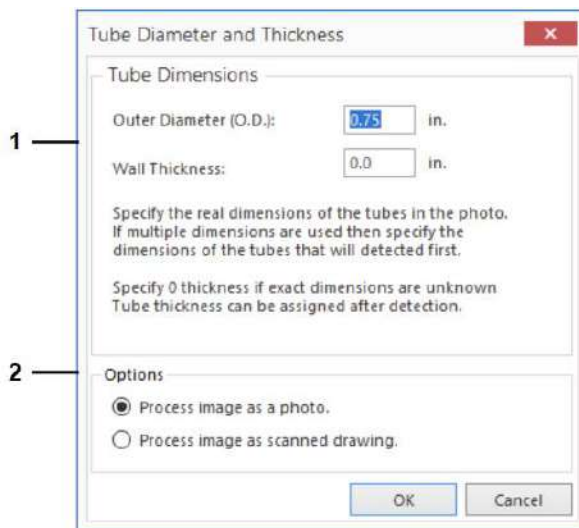 Tube Diameter and Thickness
Tube Dimensions
1
Outer Diameter (O.D.): 0.75 in.
Wall Thickness: 0.0 in.
Specify the real dimensions of the tubes in the photo.
If multiple dimensions are used then specify the
dimensions of the tubes that will detected first.
Specify 0 thickness if exact dimensions are unknown
Tube thickness can be assigned after detection.
2
Options
Process image as a photo.
Process image as scanned drawing.
OK Cancel